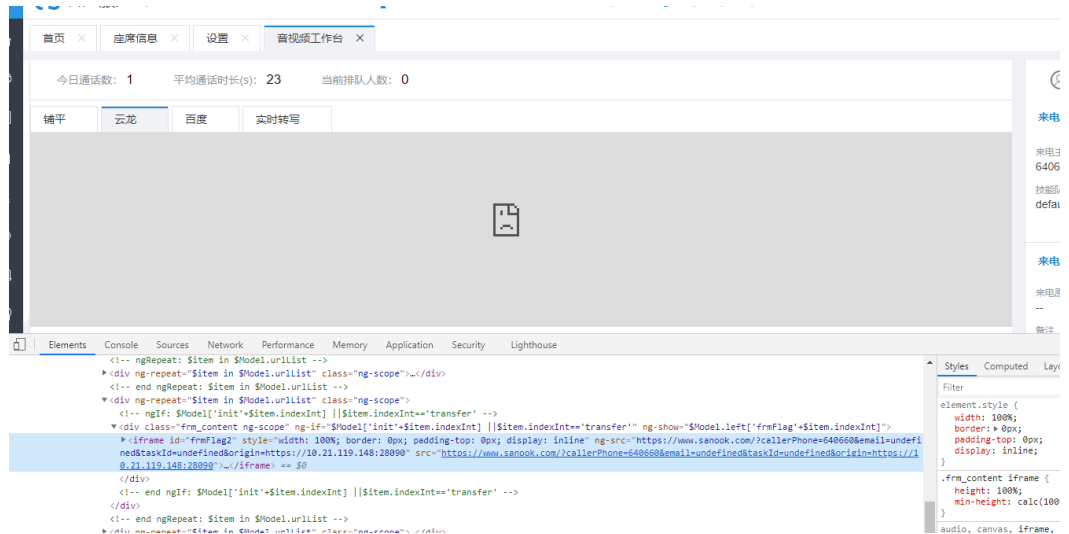 首页 × 座席信息 × 设置 × 音视频工作台 ×
今日通话数: 1 平均通话时长(s): 23 当前排队人数: 0
铺平 云龙 百度 实时转写
来电
来电主
6406
技能队
defau
来电
来电原
--
备注
Elements Console Sources Network Performance Memory Application Security Lighthouse
<!-- ngRepeat: $item in $Model.urlList -->
<div ng-repeat="$item in $Model.urlList" class="ng-scope">…</div>
<!-- end ngRepeat: $item in $Model.urlList -->
<div ng-repeat="$item in $Model.urlList" class="ng-scope">
<!-- ngIf: $Model['init'+$item.indexInt] ||$item.indexInt=='transfer' -->
<div class="frm_content ng-scope" ng-if="$Model['init'+$item.indexInt] ||$item.indexInt=='transfer'" ng-show="$Model.left['frmFlag'+$item.indexInt]">
<iframe id="frmFlag2" style="width: 100%; border: 0px; padding-top: 0px; display: inline" ng-src="https://www.sanook.com/?callerPhone=640660&email=undefi
ned&taskId=undefined&origin=https://10.21.119.148:28090" src="https://www.sanook.com/?callerPhone=640660&email=undefined&taskId=undefined&origin=https://1
0.21.119.148:28090">…</iframe> == $0
</div>
<!-- end ngIf: $Model['init'+$item.indexInt] ||$item.indexInt=='transfer' -->
</div>
<!-- end ngRepeat: $item in $Model.urlList -->
<div ng-repeat="$item in $Model.urlList" class="ng-scope">…</div>
Styles Computed Layo
Filter
element.style {
width: 100%;
border: 0px;
padding-top: 0px;
display: inline;
}
.frm_content iframe {
height: 100%;
min-height: calc(100
}
audio, canvas, iframe,